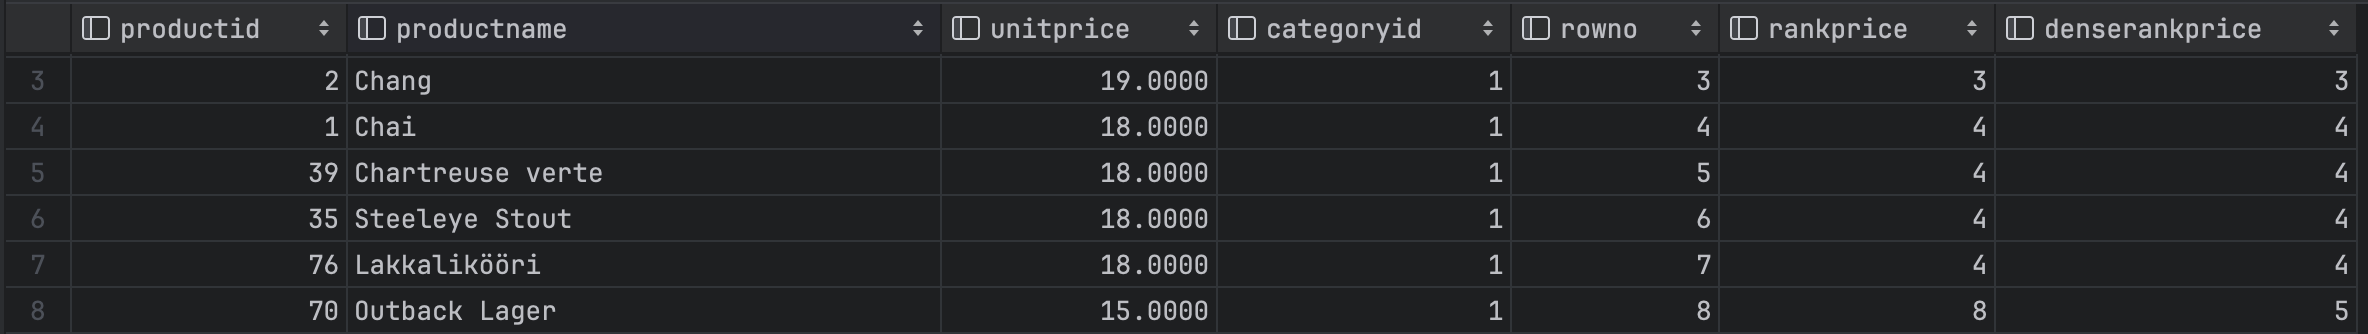 productid productname unitprice categoryid rowno rankprice denserankprice
3 2 Chang 19.0000 1 3 3 3
4 1 Chai 18.0000 1 4 4 4
5 39 Chartreuse verte 18.0000 1 5 4 4
6 35 Steeleye Stout 18.0000 1 6 4 4
7 76 Lakkalikööri 18.0000 1 7 4 4
8 70 Outback Lager 15.0000 1 8 8 5